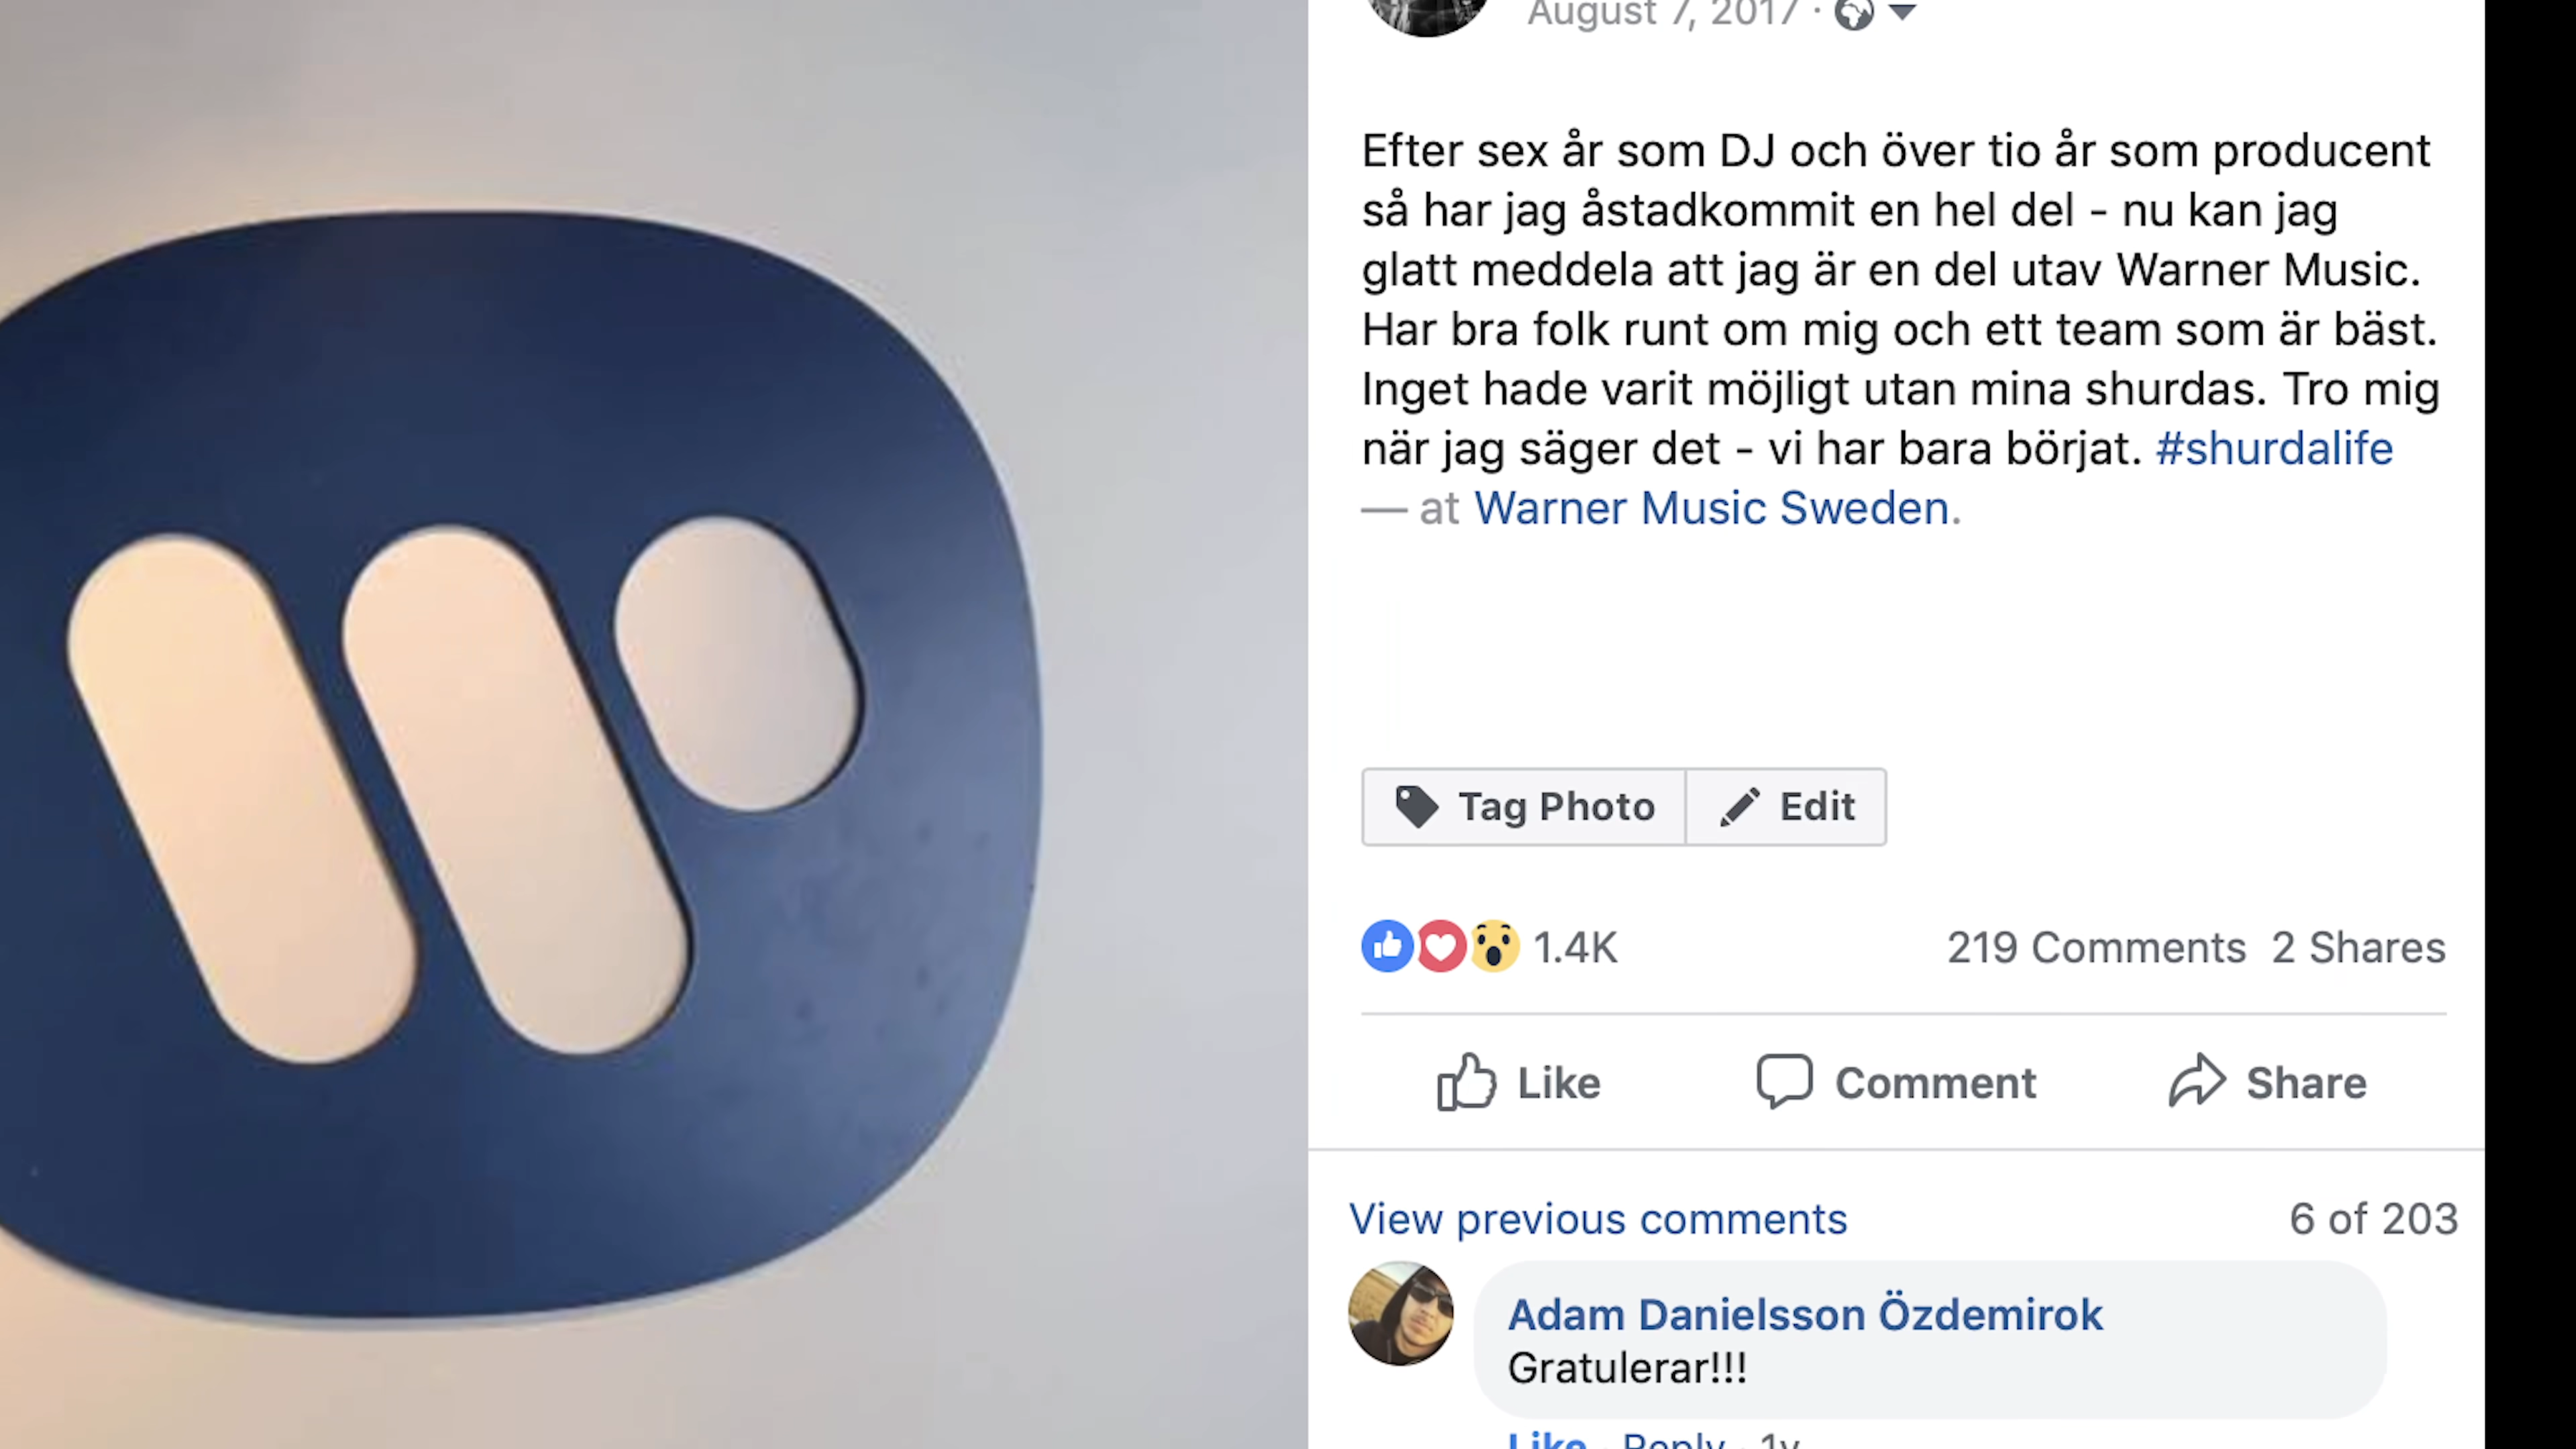 August 7, 2017 ·
Efter sex år som DJ och över tio år som producent
så har jag åstadkommit en hel del - nu kan jag
glatt meddela att jag är en del utav Warner Music.
Har bra folk runt om mig och ett team som är bäst.
Inget hade varit möjligt utan mina shurdas. Tro mig
när jag säger det - vi har bara börjat. #shurdalife
— at Warner Music Sweden.
Tag Photo Edit
1.4K 219 Comments 2 Shares
Like Comment Share
View previous comments 6 of 203
Adam Danielsson Özdemirok
Gratulerar!!!
Like · Reply · 1y